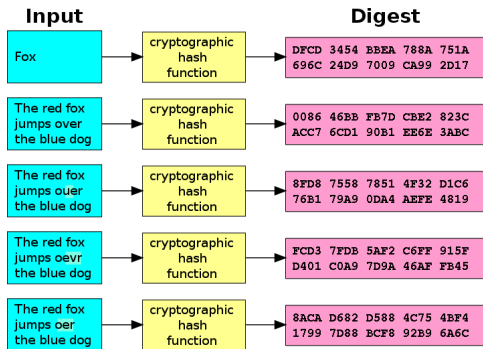 Input
Digest
Fox
cryptographic
hash
function
DFCD 3454 BBEA 788A 751A
696C 24D9 7009 CA99 2D17
The red fox
jumps over
the blue dog
cryptographic
hash
function
0086 46BB FB7D CBE2 823C
ACC7 6CD1 90B1 EE6E 3ABC
The red fox
jumps ouer
the blue dog
cryptographic
hash
function
8FD8 7558 7851 4F32 D1C6
76B1 79A9 0DA4 AEFE 4819
The red fox
jumps oevr
the blue dog
cryptographic
hash
function
FCD3 7FDB 5AF2 C6FF 915F
D401 C0A9 7D9A 46AF FB45
The red fox
jumps oer
the blue dog
cryptographic
hash
function
8ACA D682 D588 4C75 4BF4
1799 7D88 BCF8 92B9 6A6C